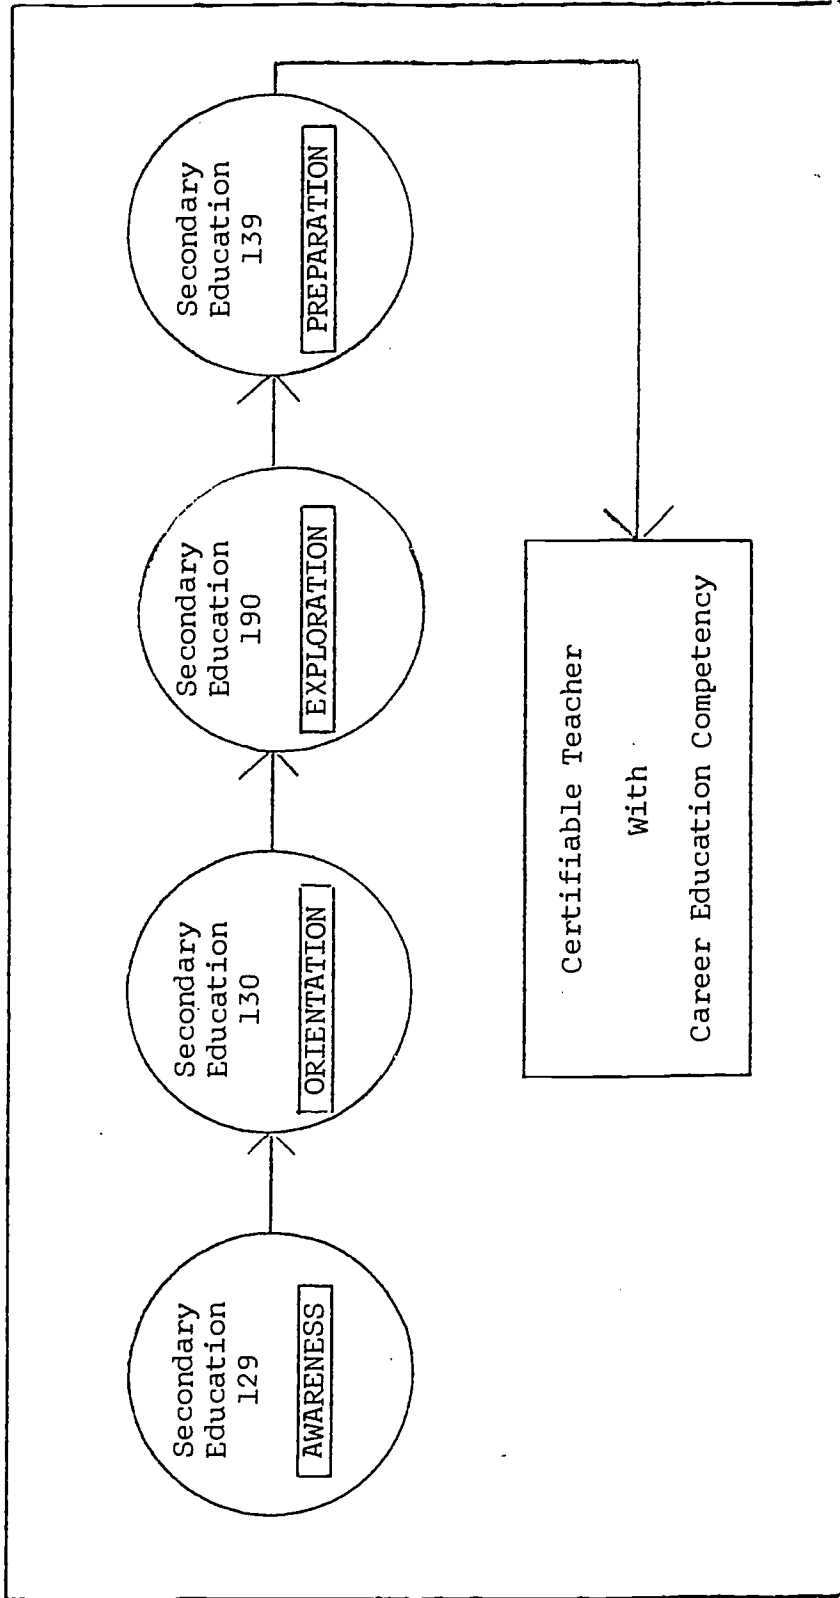 Secondary
Education
129
AWARENESS
Secondary
Education
130
ORIENTATION
Secondary
Education
190
EXPLORATION
Secondary
Education
139
PREPARATION
Certifiable Teacher
With
Career Education Competency